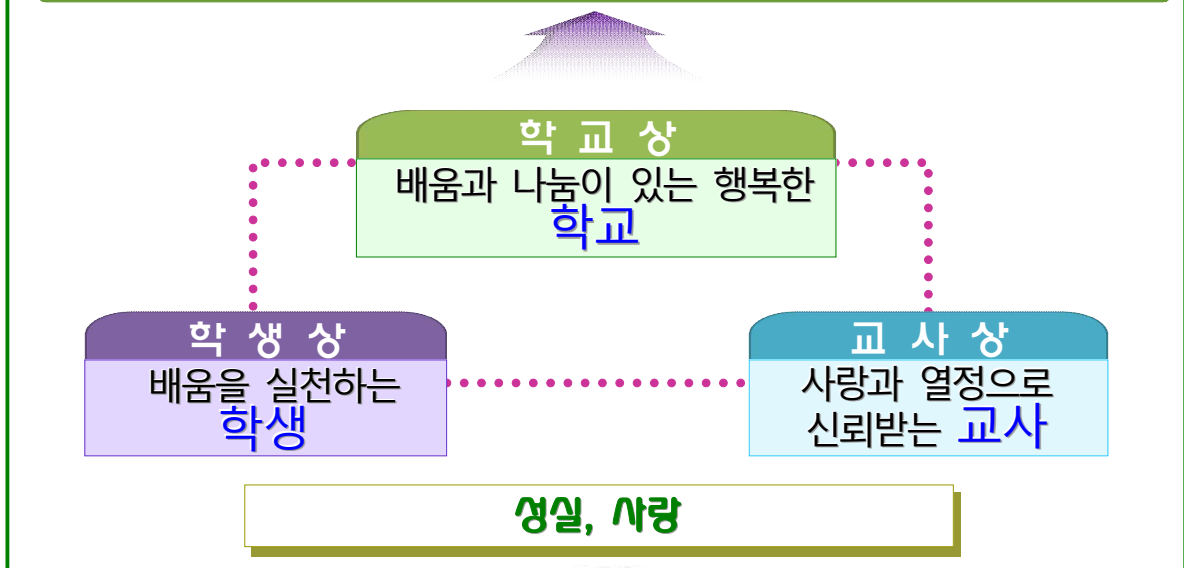 학 교 상
배움과 나눔이 있는 행복한
학교
학 생 상
배움을 실천하는
학생
교 사 상
사랑과 열정으로
신뢰받는 교사
성실, 사랑